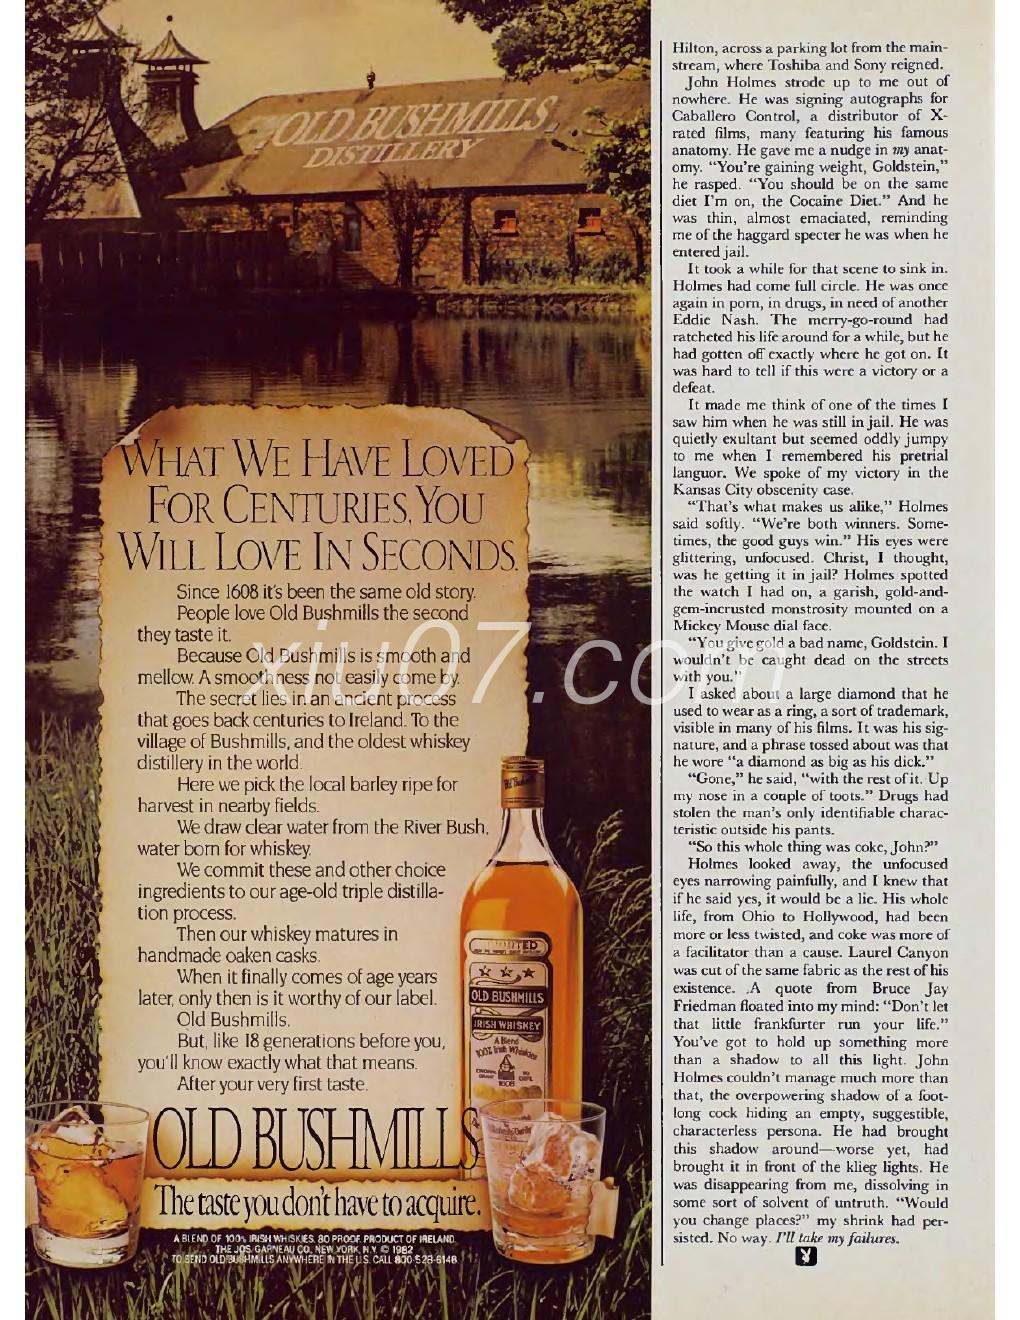 OLD BUSHMILLS
DISTILLERY
WHAT WE HAVE LOVED
FOR CENTURIES, YOU
WILL LOVE IN SECONDS.
Since 1608 it's been the same old story.
People love Old Bushmills the second
they taste it.
Because Old Bushmills is smooth and
mellow. A smoothness not easily come by.
The secret lies in an ancient process
that goes back centuries to Ireland. To the
village of Bushmills, and the oldest whiskey
distillery in the world.
Here we pick the local barley ripe for
harvest in nearby fields.
We draw clear water from the River Bush,
water born for whiskey.
We commit these and other choice
ingredients to our age-old triple distilla-
tion process.
Then our whiskey matures in
handmade oaken casks.
When it finally comes of age years
later, only then is it worthy of our label.
Old Bushmills.
But, like 18 generations before you,
you'll know exactly what that means.
After your very first taste.
OLD BUSHMILLS
The taste you don't have to acquire.
A BLEND OF 100% IRISH WHISKIES. 80 PROOF. PRODUCT OF IRELAND.
THE JOS. GARNEAU CO., NEW YORK, N.Y. © 1982
TO SEND OLD BUSHMILLS ANYWHERE IN THE U.S. CALL 800-528-6148.
IMPORTED
OLD BUSHMILLS
IRISH WHISKEY
A Blend
100% Irish Whiskies
1608
xiu07.com
Hilton, across a parking lot from the main-
stream, where Toshiba and Sony reigned.
John Holmes strode up to me out of
nowhere. He was signing autographs for
Caballero Control, a distributor of X-
rated films, many featuring his famous
anatomy. He gave me a nudge in my anat-
omy. "You're gaining weight, Goldstein,"
he rasped. "You should be on the same
diet I'm on, the Cocaine Diet." And he
was thin, almost emaciated, reminding
me of the haggard specter he was when he
entered jail.
It took a while for that scene to sink in.
Holmes had come full circle. He was once
again in porn, in drugs, in need of another
Eddie Nash. The merry-go-round had
ratcheted his life around for a while, but he
had gotten off exactly where he got on. It
was hard to tell if this were a victory or a
defeat.
It made me think of one of the times I
saw him when he was still in jail. He was
quietly exultant but seemed oddly jumpy
to me when I remembered his pretrial
languor. We spoke of my victory in the
Kansas City obscenity case.
"That's what makes us alike," Holmes
said softly. "We're both winners. Some-
times, the good guys win." His eyes were
glittering, unfocused. Christ, I thought,
was he getting it in jail? Holmes spotted
the watch I had on, a garish, gold-and-
gem-incrusted monstrosity mounted on a
Mickey Mouse dial face.
"You give gold a bad name, Goldstein. I
wouldn't be caught dead on the streets
with you."
I asked about a large diamond that he
used to wear as a ring, a sort of trademark,
visible in many of his films. It was his sig-
nature, and a phrase tossed about was that
he wore "a diamond as big as his dick."
"Gone," he said, "with the rest of it. Up
my nose in a couple of toots." Drugs had
stolen the man's only identifiable charac-
teristic outside his pants.
"So this whole thing was coke, John?"
Holmes looked away, the unfocused
eyes narrowing painfully, and I knew that
if he said yes, it would be a lie. His whole
life, from Ohio to Hollywood, had been
more or less twisted, and coke was more of
a facilitator than a cause. Laurel Canyon
was cut of the same fabric as the rest of his
existence. A quote from Bruce Jay
Friedman floated into my mind: "Don't let
that little frankfurter run your life."
You've got to hold up something more
than a shadow to all this light. John
Holmes couldn't manage much more than
that, the overpowering shadow of a foot-
long cock hiding an empty, suggestible,
characterless persona. He had brought
this shadow around—worse yet, had
brought it in front of the klieg lights. He
was disappearing from me, dissolving in
some sort of solvent of untruth. "Would
you change places?" my shrink had per-
sisted. No way. I'll take my failures.